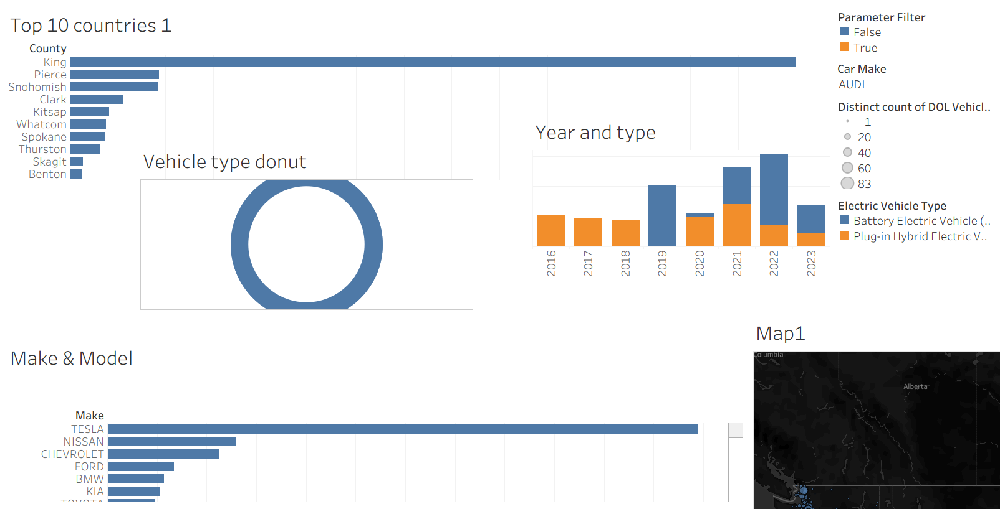 Top 10 countries 1
County
King
Pierce
Snohomish
Clark
Kitsap
Whatcom
Spokane
Thurston
Skagit
Benton
Vehicle type donut
Year and type
2016
2017
2018
2019
2020
2021
2022
2023
Parameter Filter
False
True
Car Make
AUDI
Distinct count of DOL Vehicl..
1
20
40
60
83
Electric Vehicle Type
Battery Electric Vehicle (..
Plug-in Hybrid Electric V..
Make & Model
Make
TESLA
NISSAN
CHEVROLET
FORD
BMW
KIA
TOYOTA
Map1
Columbia
Alberta